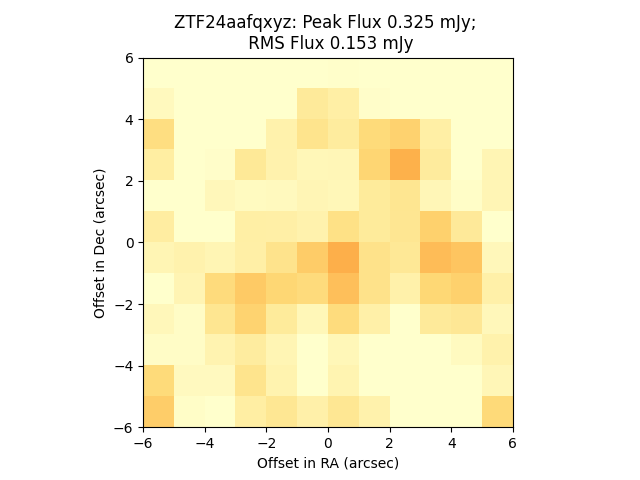 ZTF24aafqxyz: Peak Flux 0.325 mJy;
RMS Flux 0.153 mJy
6
4
2
0
−2
−4
−6
Offset in Dec (arcsec)
−6 −4 −2 0 2 4 6
Offset in RA (arcsec)